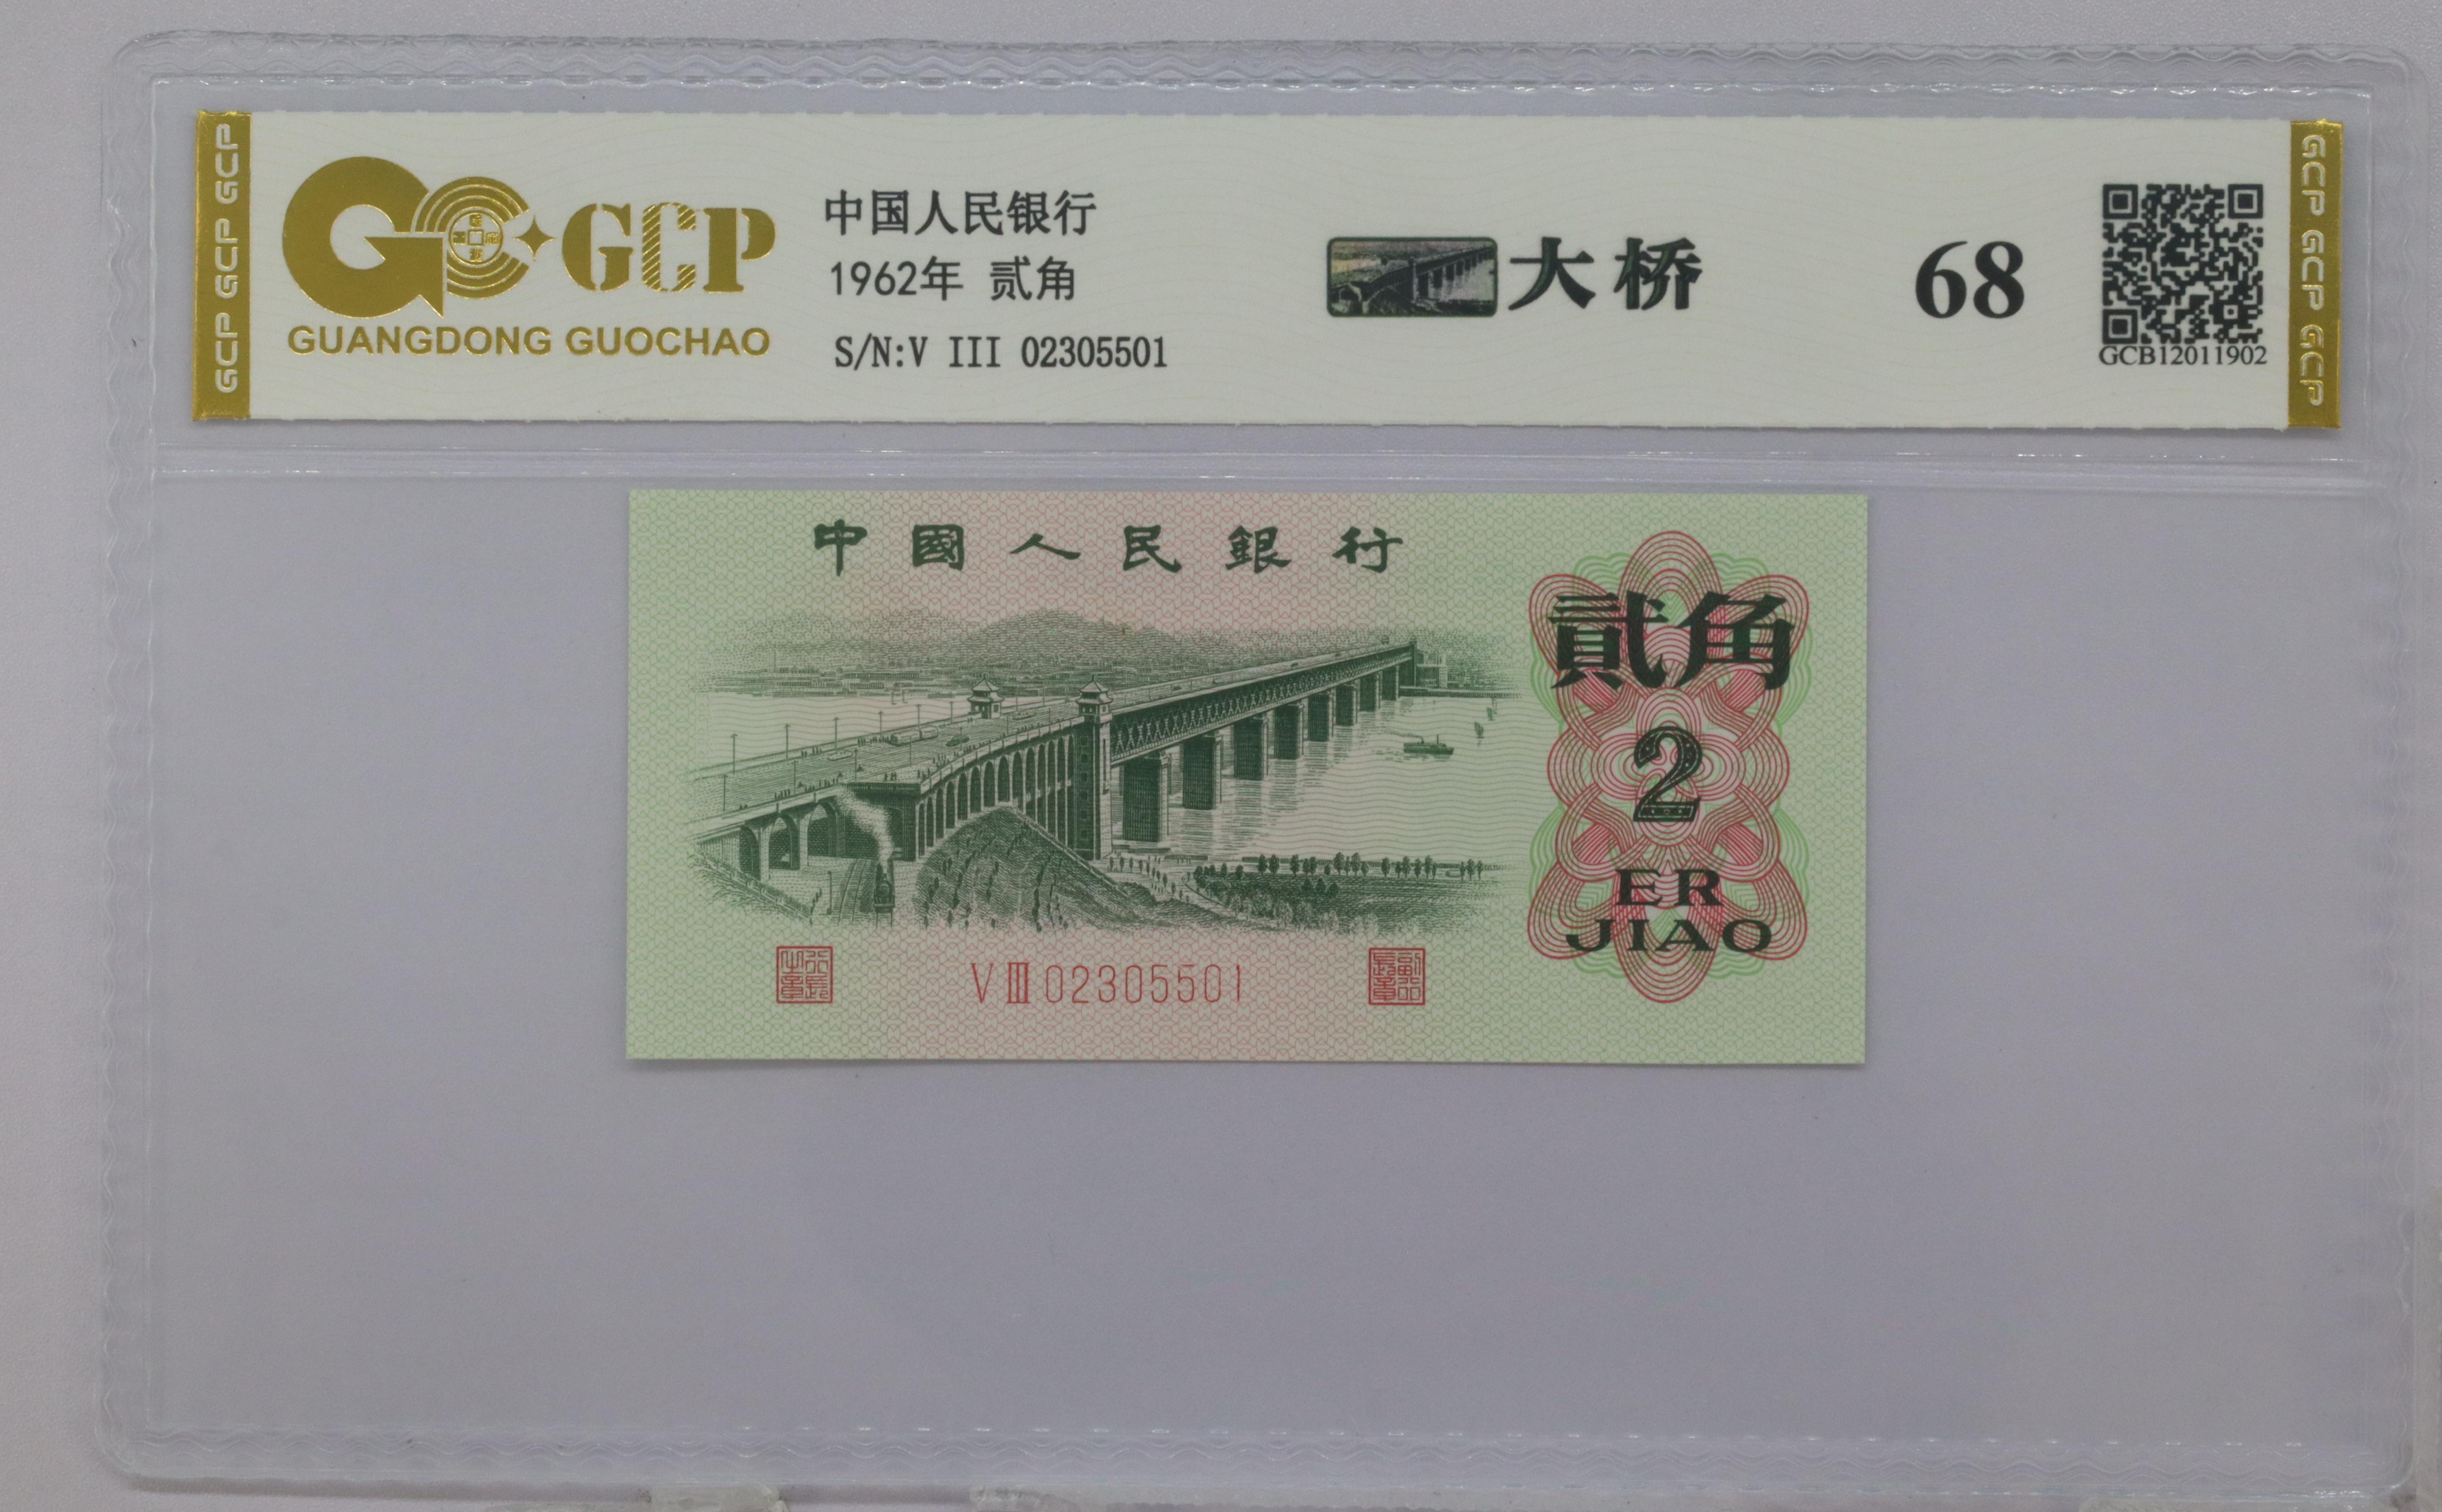 GCP GCP GCP
GCP
GUANGDONG GUOCHAO
中国人民银行
1962年 贰角
S/N:V III 02305501
大桥
68
GCB12011902
GCP GCP GCP
中國人民銀行
貳角
2
ER
JIAO
V III 02305501